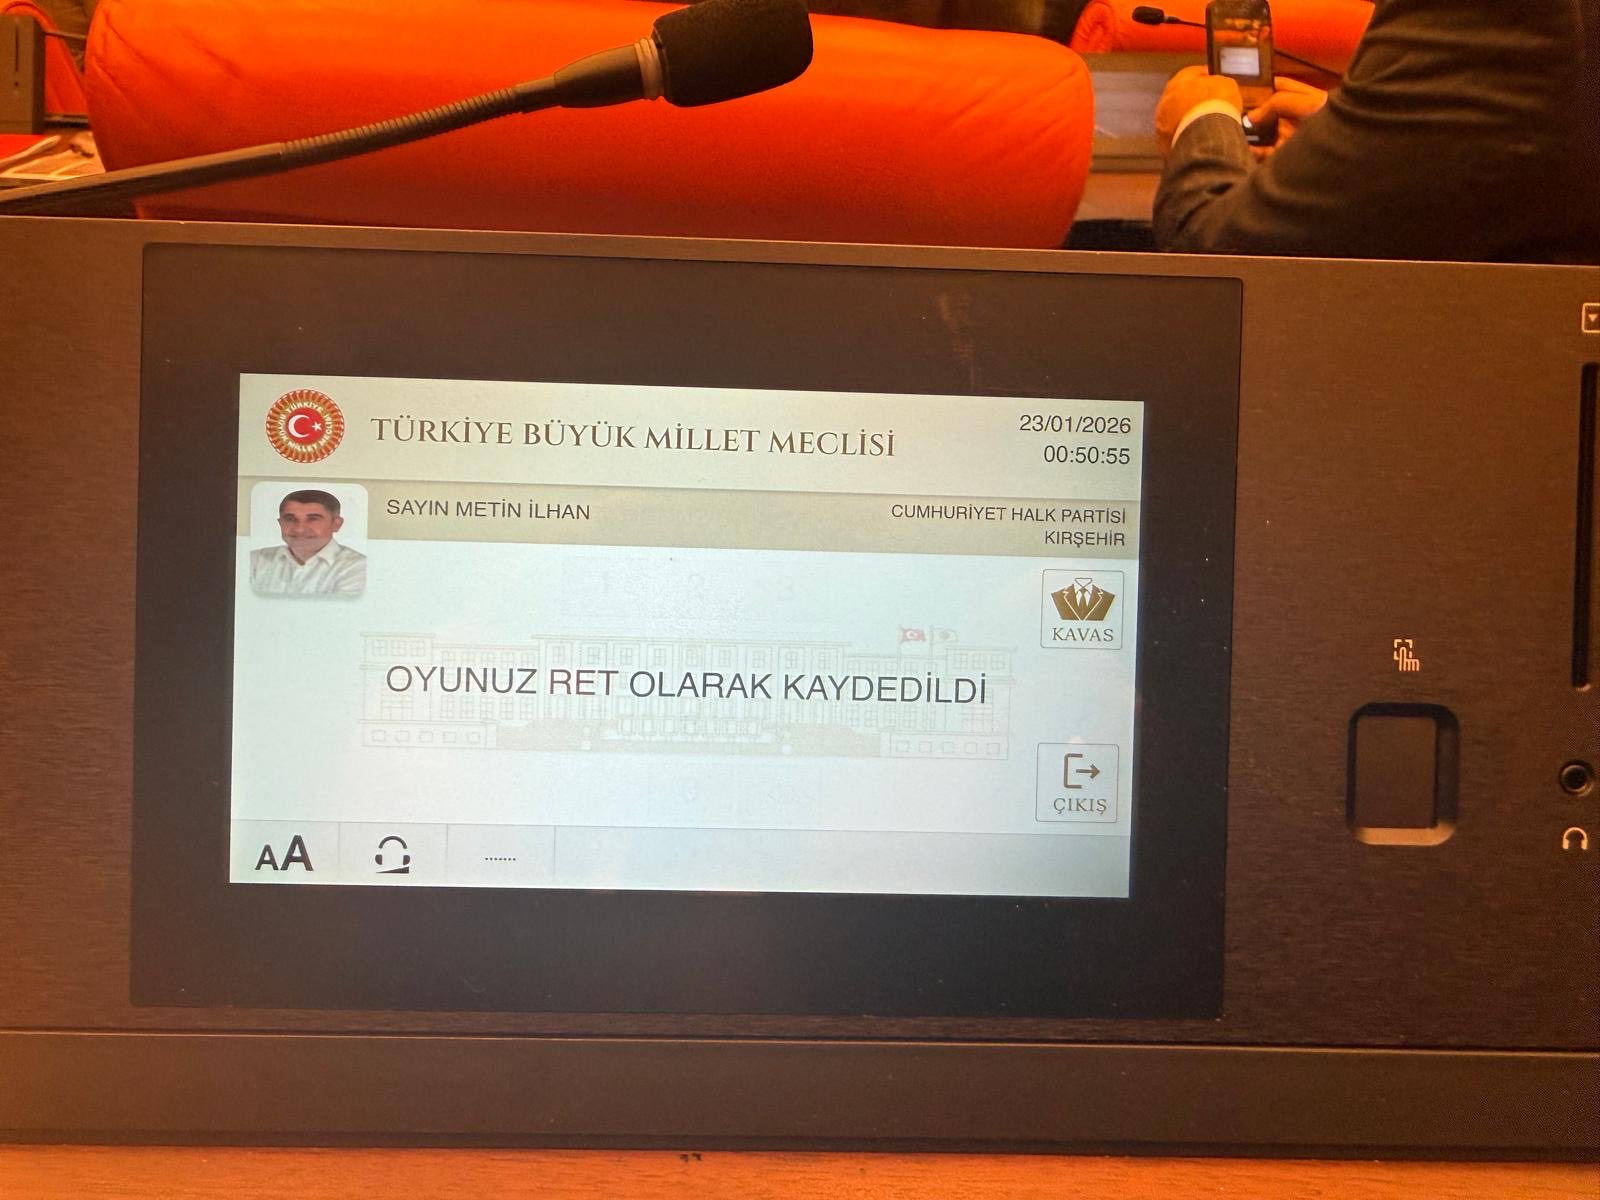 TÜRKİYE BÜYÜK MİLLET MECLİSİ
23/01/2026
00:50:55
SAYIN METİN İLHAN
CUMHURİYET HALK PARTİSİ
KIRŞEHİR
KAVAS
OYUNUZ RET OLARAK KAYDEDİLDİ
ÇIKIŞ
AA
.......